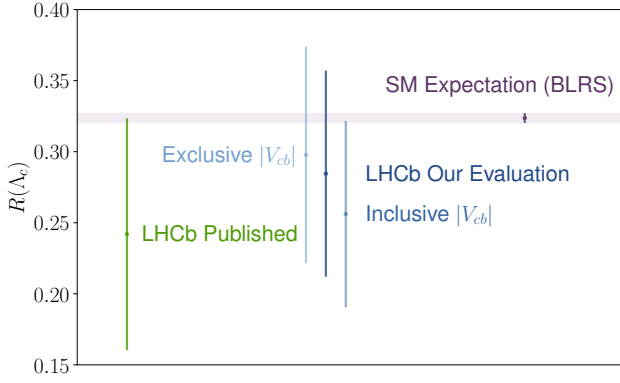 0.40
0.35
0.30
0.25
0.20
0.15
R(Λc)
SM Expectation (BLRS)
Exclusive |Vcb|
LHCb Our Evaluation
Inclusive |Vcb|
LHCb Published